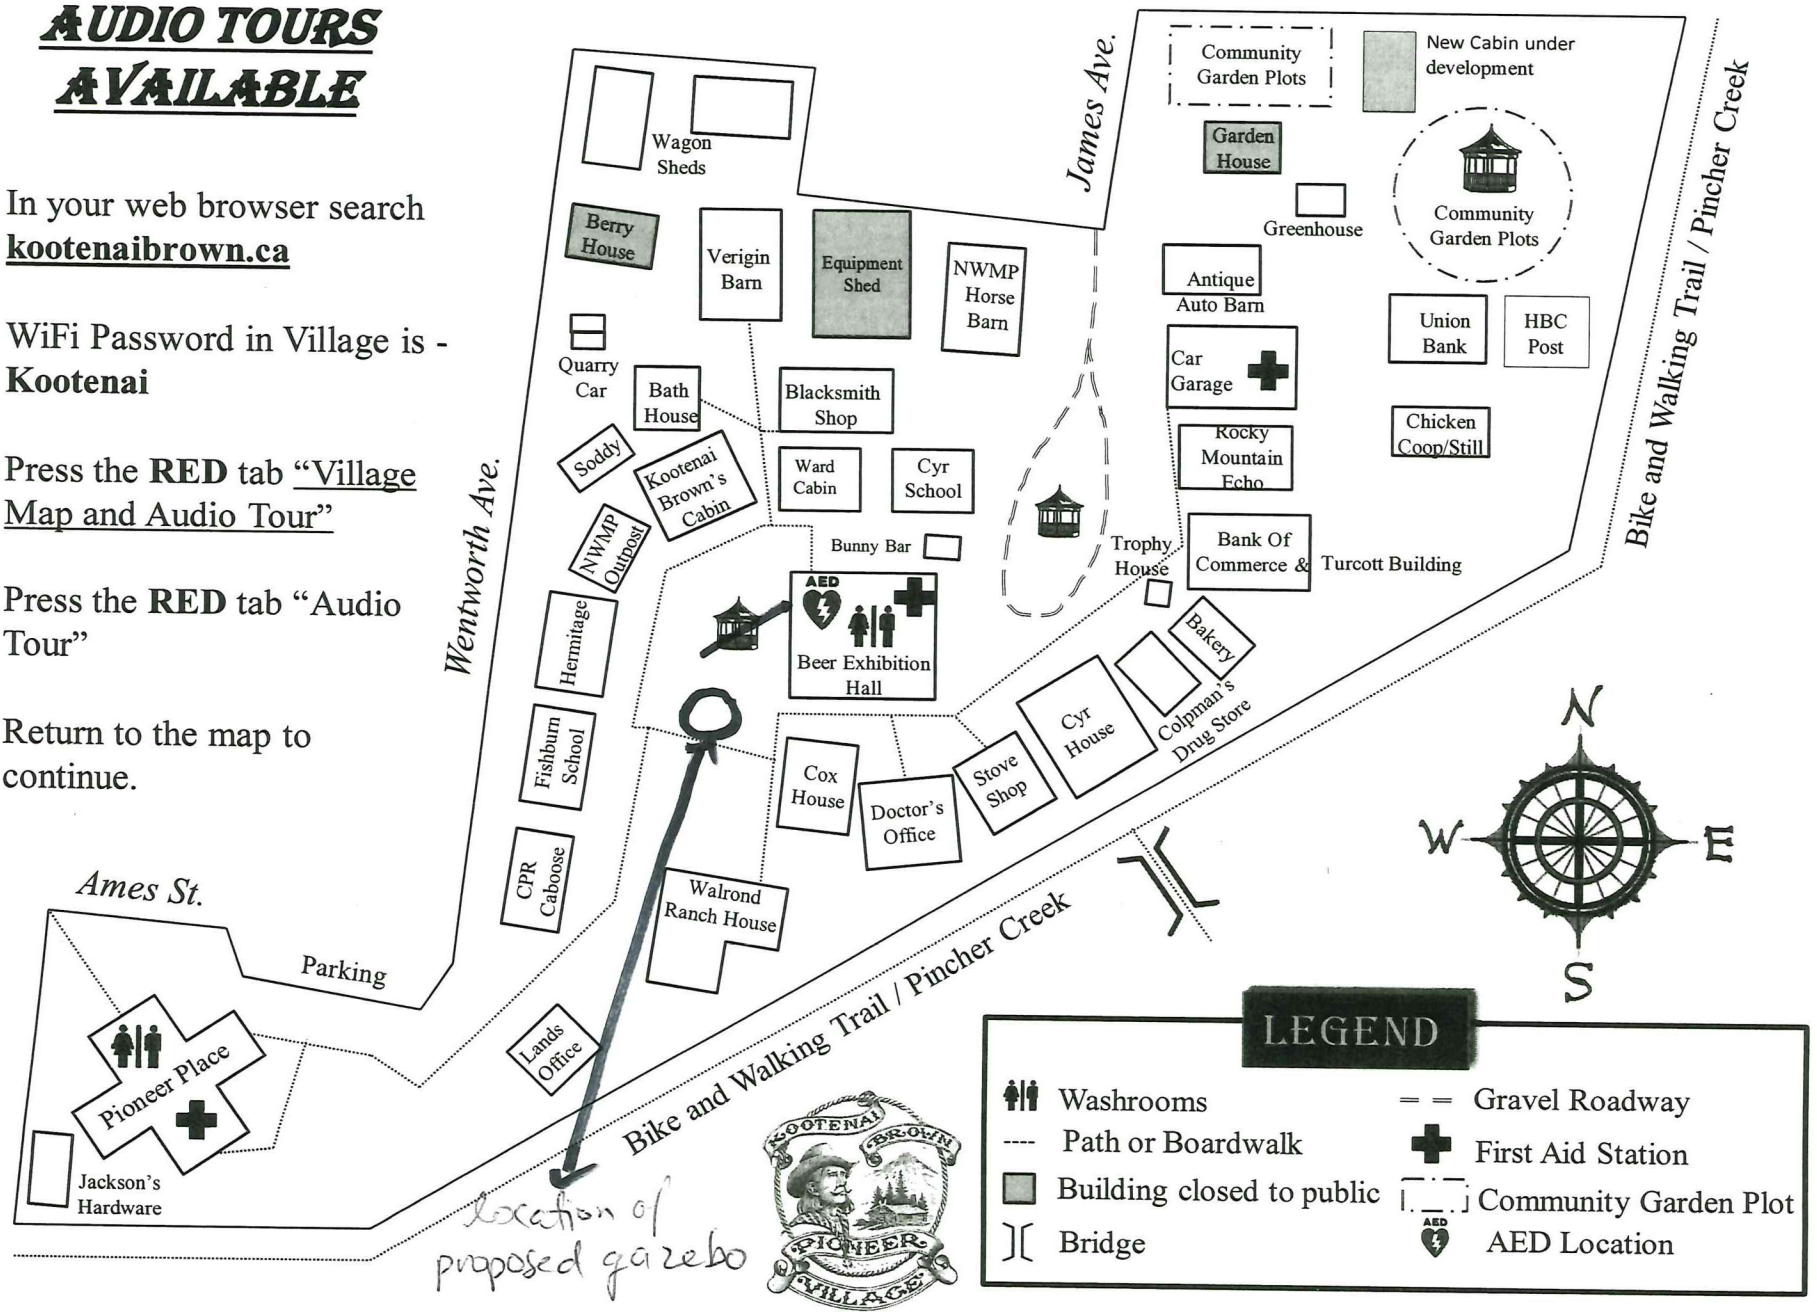 AUDIO TOURS
AVAILABLE
In your web browser search
kootenaibrown.ca
WiFi Password in Village is -
Kootenai
Press the RED tab “Village
Map and Audio Tour”
Press the RED tab “Audio
Tour”
Return to the map to
continue.
Wagon
Sheds
Berry
House
Verigin
Barn
Equipment
Shed
NWMP
Horse
Barn
James Ave.
Community
Garden Plots
New Cabin under
development
Garden
House
Greenhouse
Community
Garden Plots
Antique
Auto Barn
Union
Bank
HBC
Post
Car
Garage
Chicken
Coop/Still
Rocky
Mountain
Echo
Bank Of
Commerce & Turcott Building
Trophy
House
Bakery
Colpman's
Drug Store
Cyr
House
Stove
Shop
Doctor's
Office
Cox
House
Quarry
Car
Bath
House
Blacksmith
Shop
Soddy
Kootenai
Brown's
Cabin
Ward
Cabin
Cyr
School
NWMP
Outpost
Bunny Bar
AED
Beer Exhibition
Hall
Wentworth Ave.
Hermitage
Fishburn
School
CPR
Caboose
Walrond
Ranch House
Lands
Office
Ames St.
Parking
Pioneer Place
Jackson's
Hardware
Bike and Walking Trail / Pincher Creek
Bike and Walking Trail / Pincher Creek
location of
proposed gazebo
KOOTENAI
BROWN
PIONEER
VILLAGE
N
W
E
S
LEGEND
Washrooms
Path or Boardwalk
Building closed to public
Bridge
Gravel Roadway
First Aid Station
Community Garden Plot
AED
AED Location